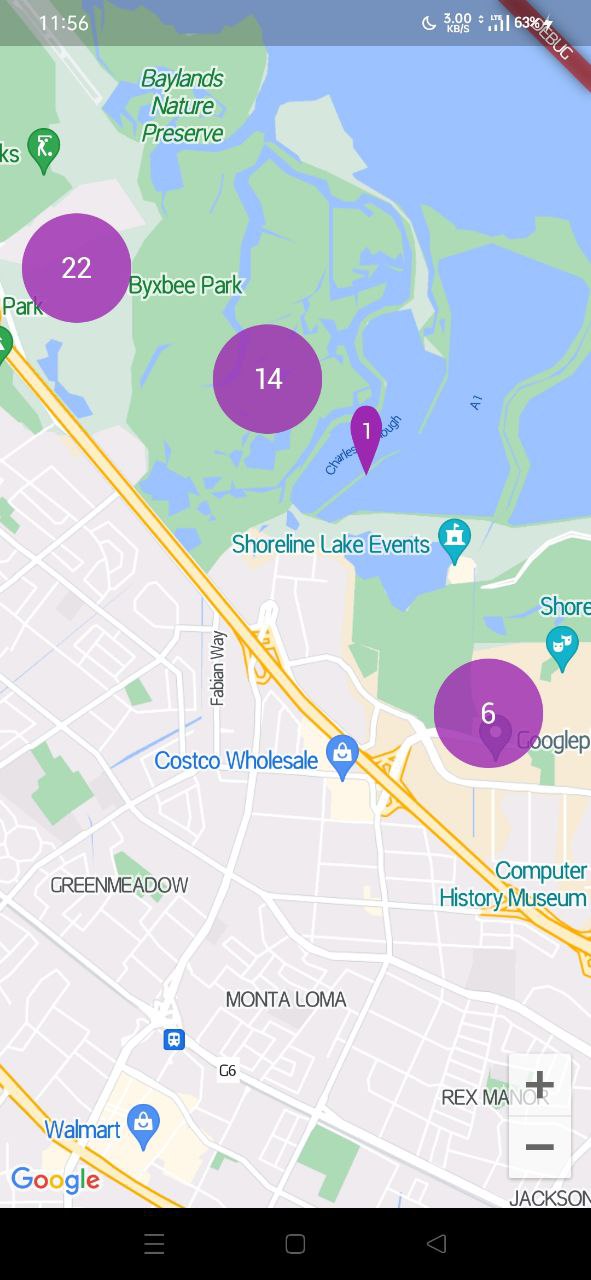 11:56
3.00
KB/S
LTE
63%
DEBUG
Baylands
Nature
Preserve
ks
22
Byxbee Park
Park
14
A1
1
Charles
ough
Shoreline Lake Events
Shore
Fabian Way
6
Googlep
Costco Wholesale
Computer
History Museum
GREENMEADOW
MONTA LOMA
G6
REX MANOR
Walmart
Google
JACKSON